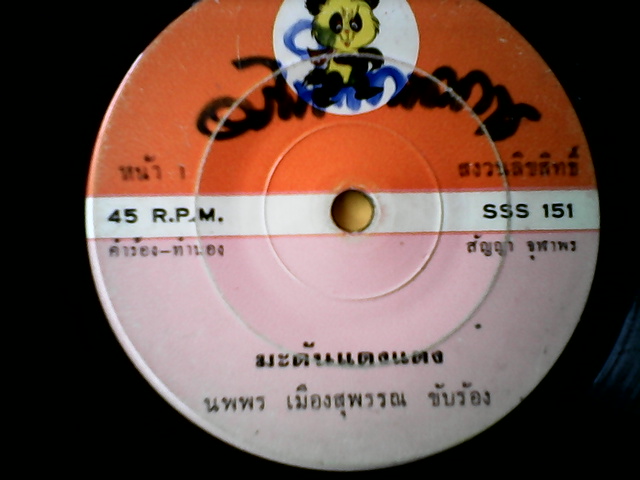 หน้า 1 สงวนลิขสิทธิ์
45 R.P.M. SSS 151
คำร้อง-ทำนอง สัญญา จุฬาพร
มะดันแตงแตง
นพพร เมืองสุพรรณ ขับร้อง